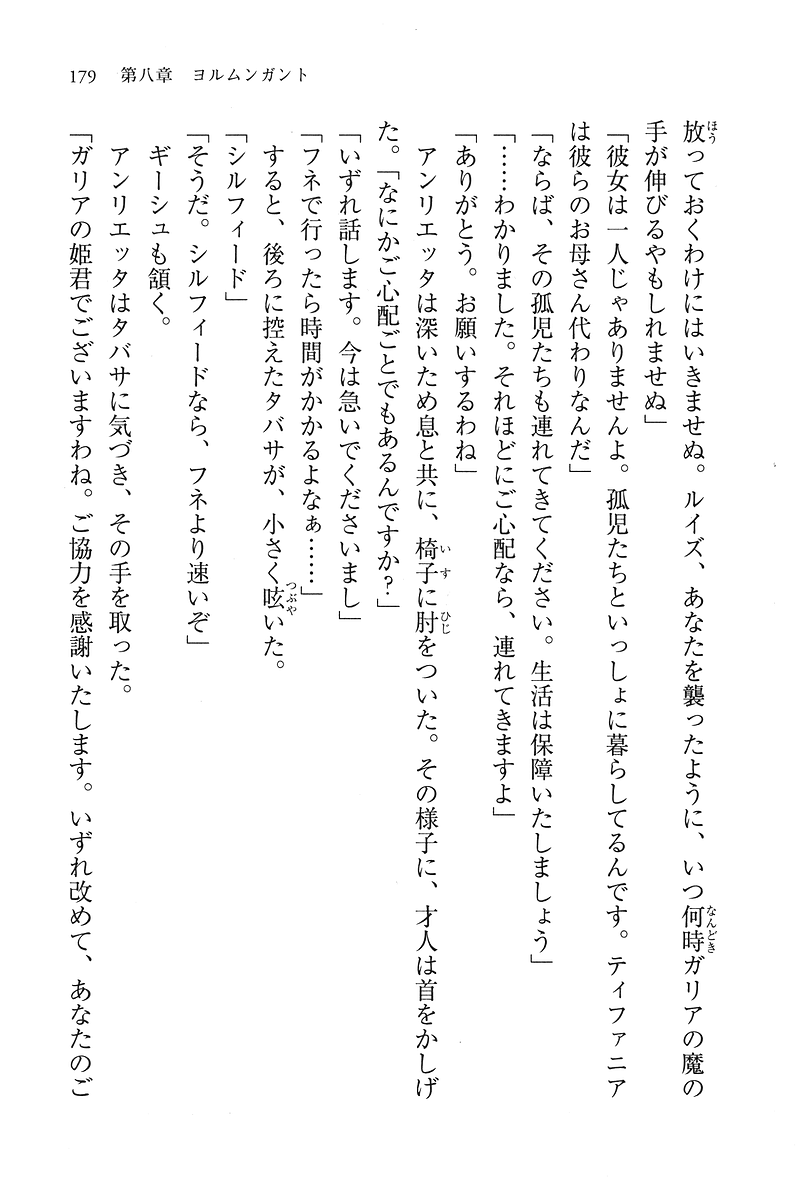 179　第八章　ヨルムンガント
放っておくわけにはいきませぬ。ルイズ、あなたを襲ったように、いつ何時ガリアの魔の
手が伸びるやもしれませぬ」
「彼女は一人じゃありませんよ。孤児たちといっしょに暮らしてるんです。ティファニア
は彼らのお母さん代わりなんだ」
「ならば、その孤児たちも連れてきてください。生活は保障いたしましょう」
「……わかりました。それほどにご心配なら、連れてきますよ」
「ありがとう。お願いするわね」
アンリエッタは深いため息と共に、椅子に肘をついた。その様子に、才人は首をかしげ
た。「なにかご心配ごとでもあるんですか？」
「いずれ話します。今は急いでくださいまし」
「フネで行ったら時間がかかるよなぁ……」
すると、後ろに控えたタバサが、小さく呟いた。
「シルフィード」
「そうだ。シルフィードなら、フネより速いぞ」
ギーシュも頷く。
アンリエッタはタバサに気づき、その手を取った。
「ガリアの姫君でございますわね。ご協力を感謝いたします。いずれ改めて、あなたのご